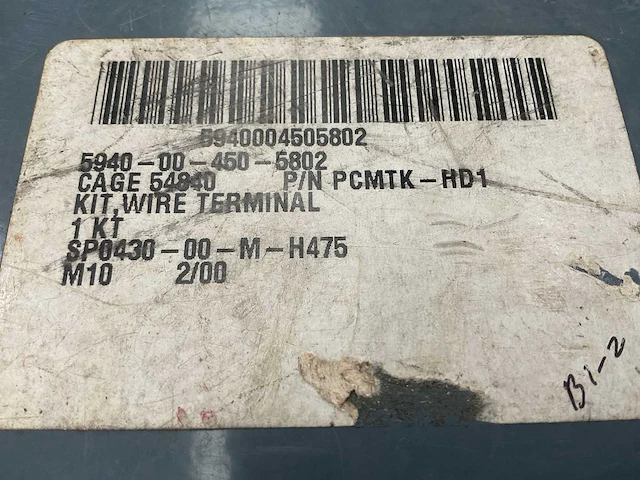 5940004505802
5940-00-450-5802
CAGE 54840 P/N PCMTK-HD1
KIT,WIRE TERMINAL
1 KT
SP0430-00-M-H475
M10 2/00
B1-2